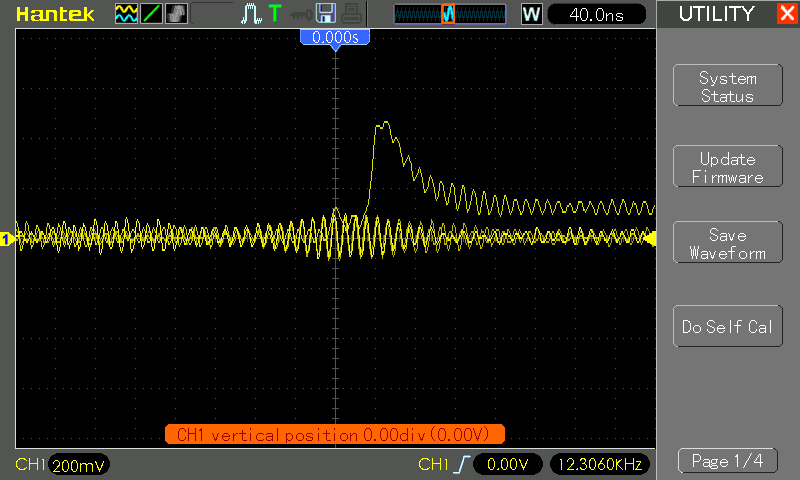 Hantek T W 40.0ns UTILITY
0.000s
System
Status
Update
Firmware
Save
Waveform
1
Do Self Cal
CH1 vertical position 0.00div(0.00V)
CH1 200mV CH1 0.00V 12.3060KHz
Page 1/4